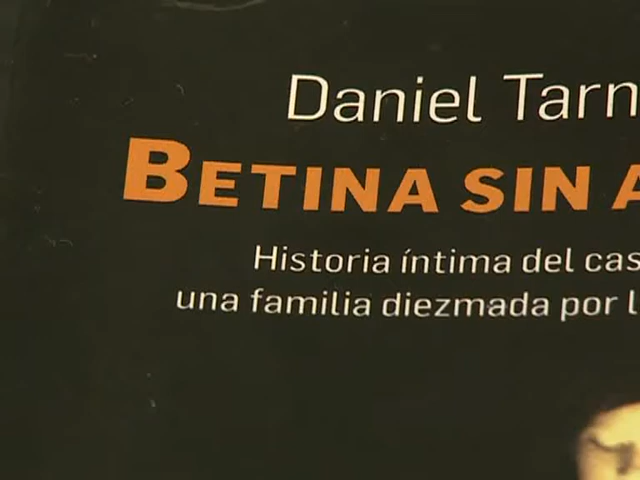 Daniel Tarn
BETINA SIN A
Historia íntima del cas
una familia diezmada por l